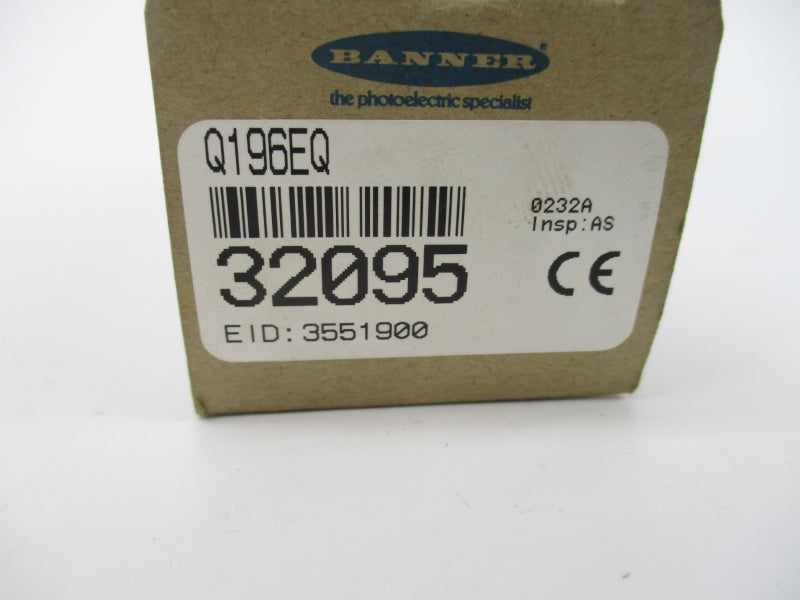 BANNER
the photoelectric specialist
Q196EQ
32095
EID: 3551900
0232A
Insp:AS
CE